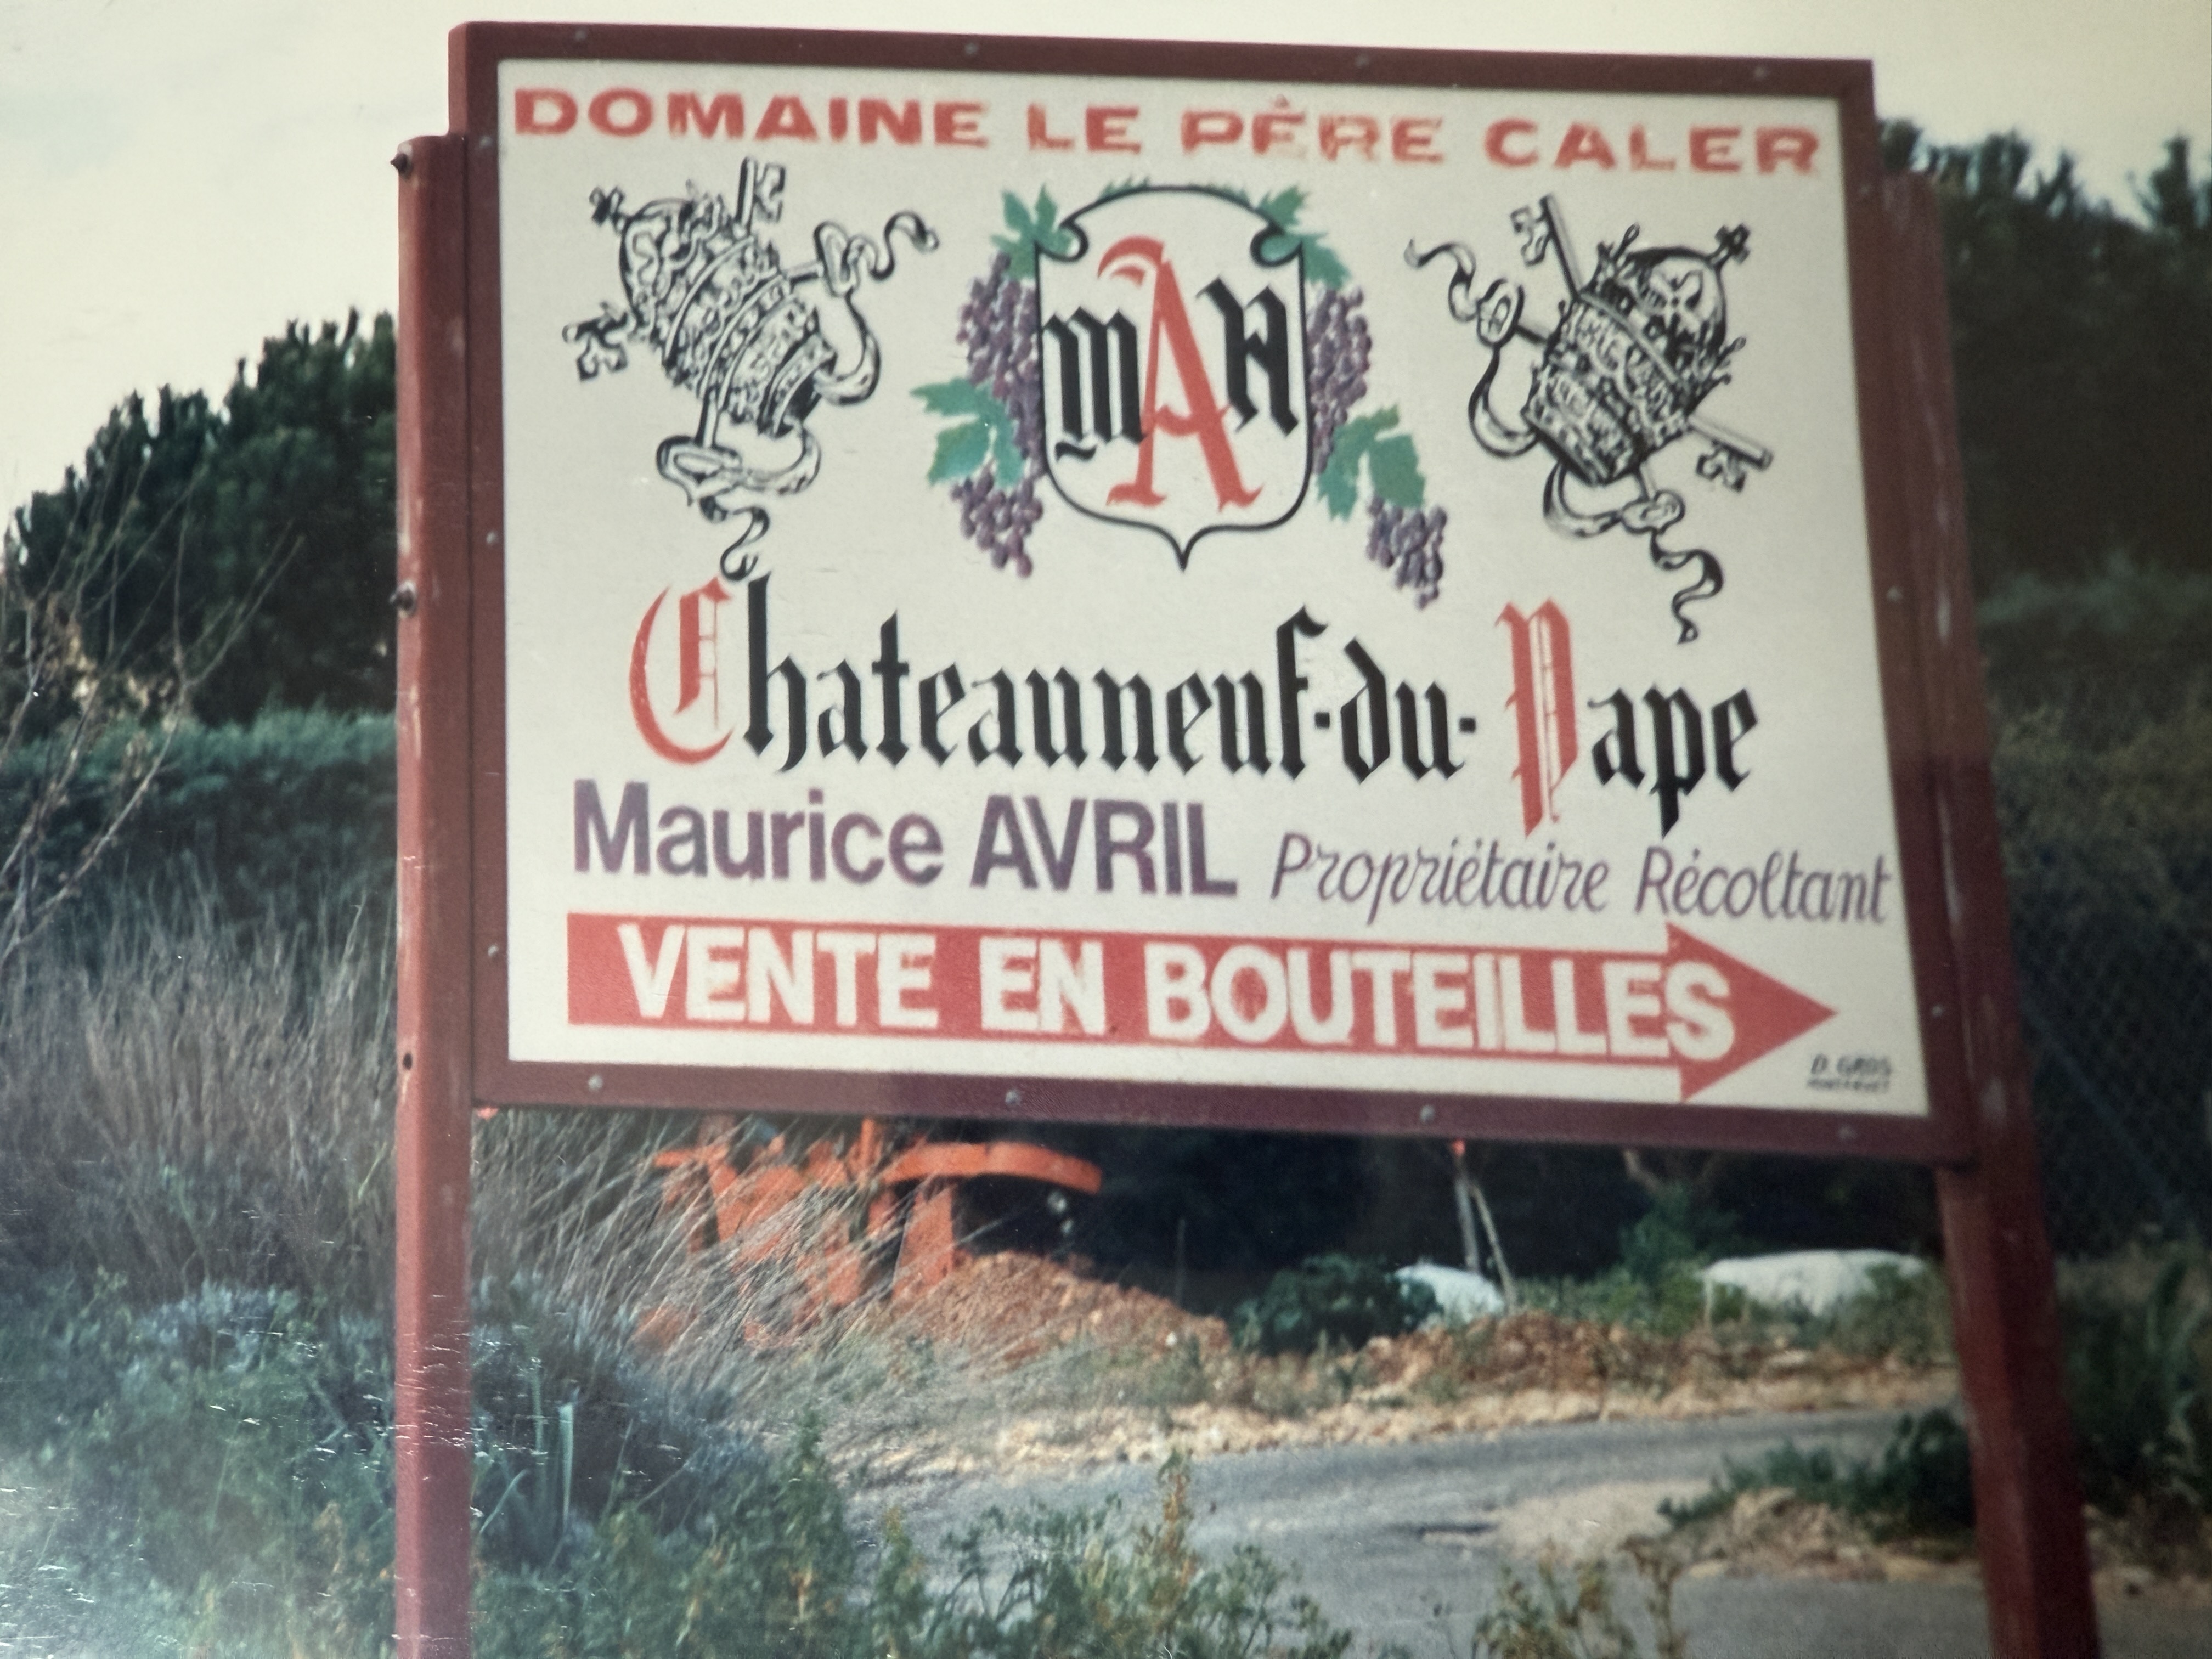 DOMAINE LE PÈRE CALER
mAH
Chateauneuf-du-Pape
Maurice AVRIL Propriétaire Récoltant
VENTE EN BOUTEILLES
D. GROS